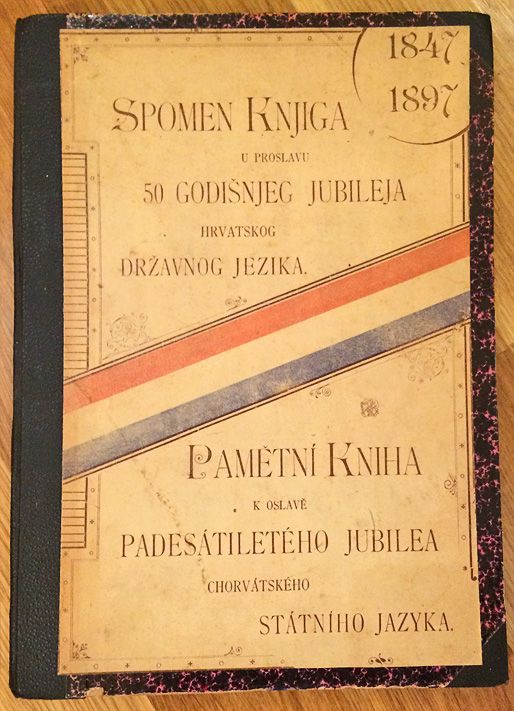 1847
1897
SPOMEN KNJIGA
U PROSLAVU
50 GODIŠNJEG JUBILEJA
HRVATSKOG
DRŽAVNOG JEZIKA.
PAMĚTNÍ KNIHA
K OSLAVĚ
PADESÁTILETÉHO JUBILEA
CHORVÁTSKÉHO
STÁTNÍHO JAZYKA.